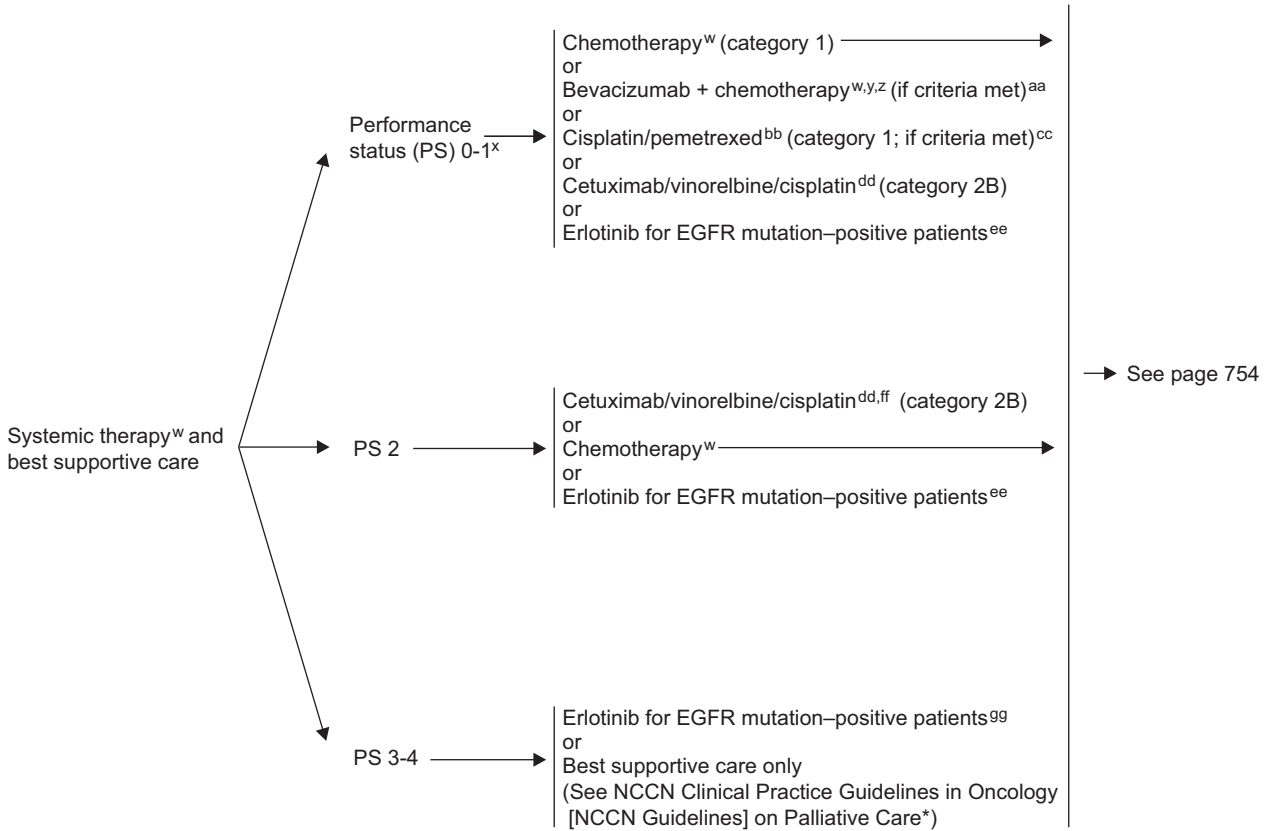 Systemic therapyʷ and
best supportive care
Performance
status (PS) 0-1ˣ
Chemotherapyʷ (category 1)
or
Bevacizumab + chemotherapyʷ,ʸ,ᶻ (if criteria met)ᵃᵃ
or
Cisplatin/pemetrexedᵇᵇ (category 1; if criteria met)ᶜᶜ
or
Cetuximab/vinorelbine/cisplatinᵈᵈ (category 2B)
or
Erlotinib for EGFR mutation–positive patientsᵉᵉ
PS 2
Cetuximab/vinorelbine/cisplatinᵈᵈ,ᶠᶠ (category 2B)
or
Chemotherapyʷ
or
Erlotinib for EGFR mutation–positive patientsᵉᵉ
PS 3-4
Erlotinib for EGFR mutation–positive patientsᵍᵍ
or
Best supportive care only
(See NCCN Clinical Practice Guidelines in Oncology
[NCCN Guidelines] on Palliative Care*)
See page 754